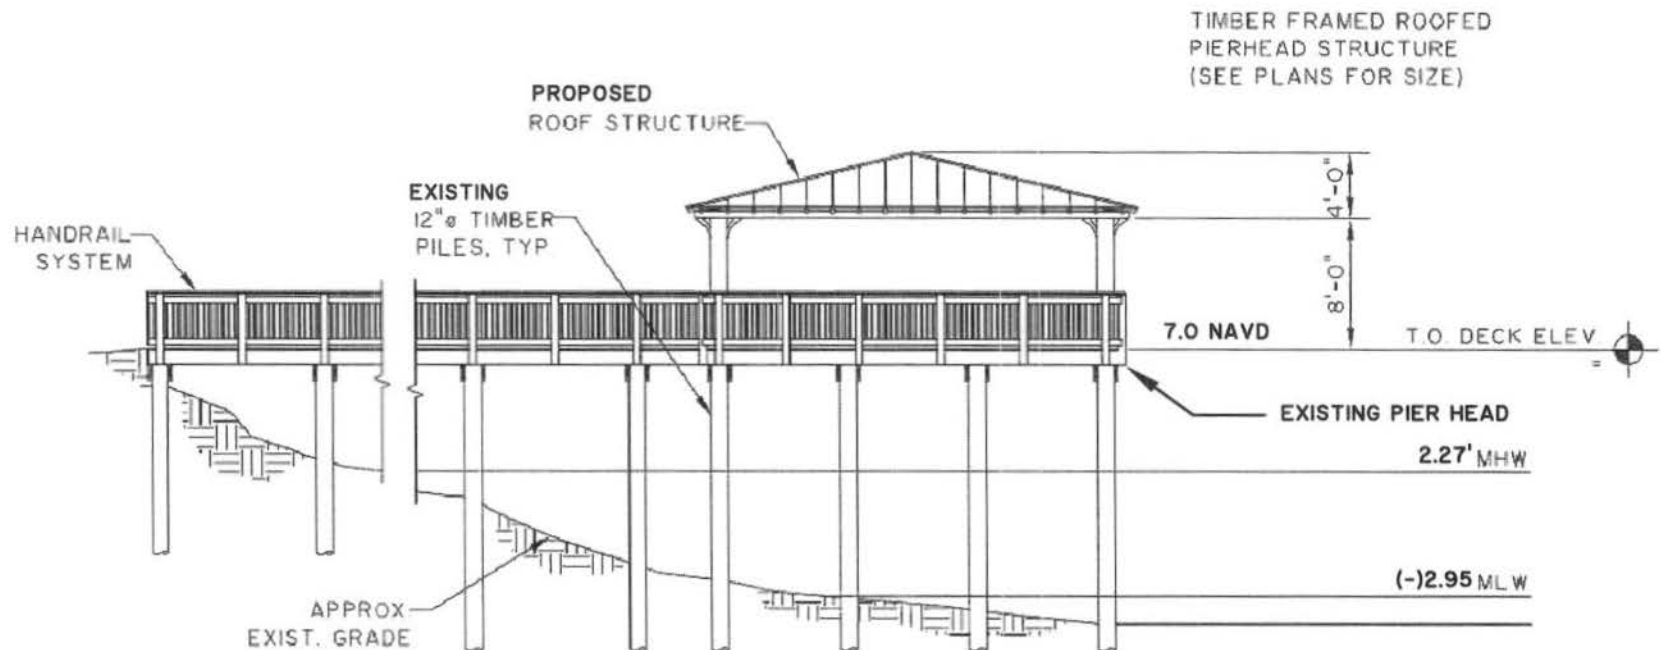 TIMBER FRAMED ROOFED
PIERHEAD STRUCTURE
(SEE PLANS FOR SIZE)
PROPOSED
ROOF STRUCTURE
EXISTING
12"ø TIMBER
PILES, TYP
HANDRAIL
SYSTEM
4'-0"
8'-0"
7.0 NAVD
T.O. DECK ELEV
=
EXISTING PIER HEAD
2.27' MHW
(-)2.95 MLW
APPROX
EXIST. GRADE